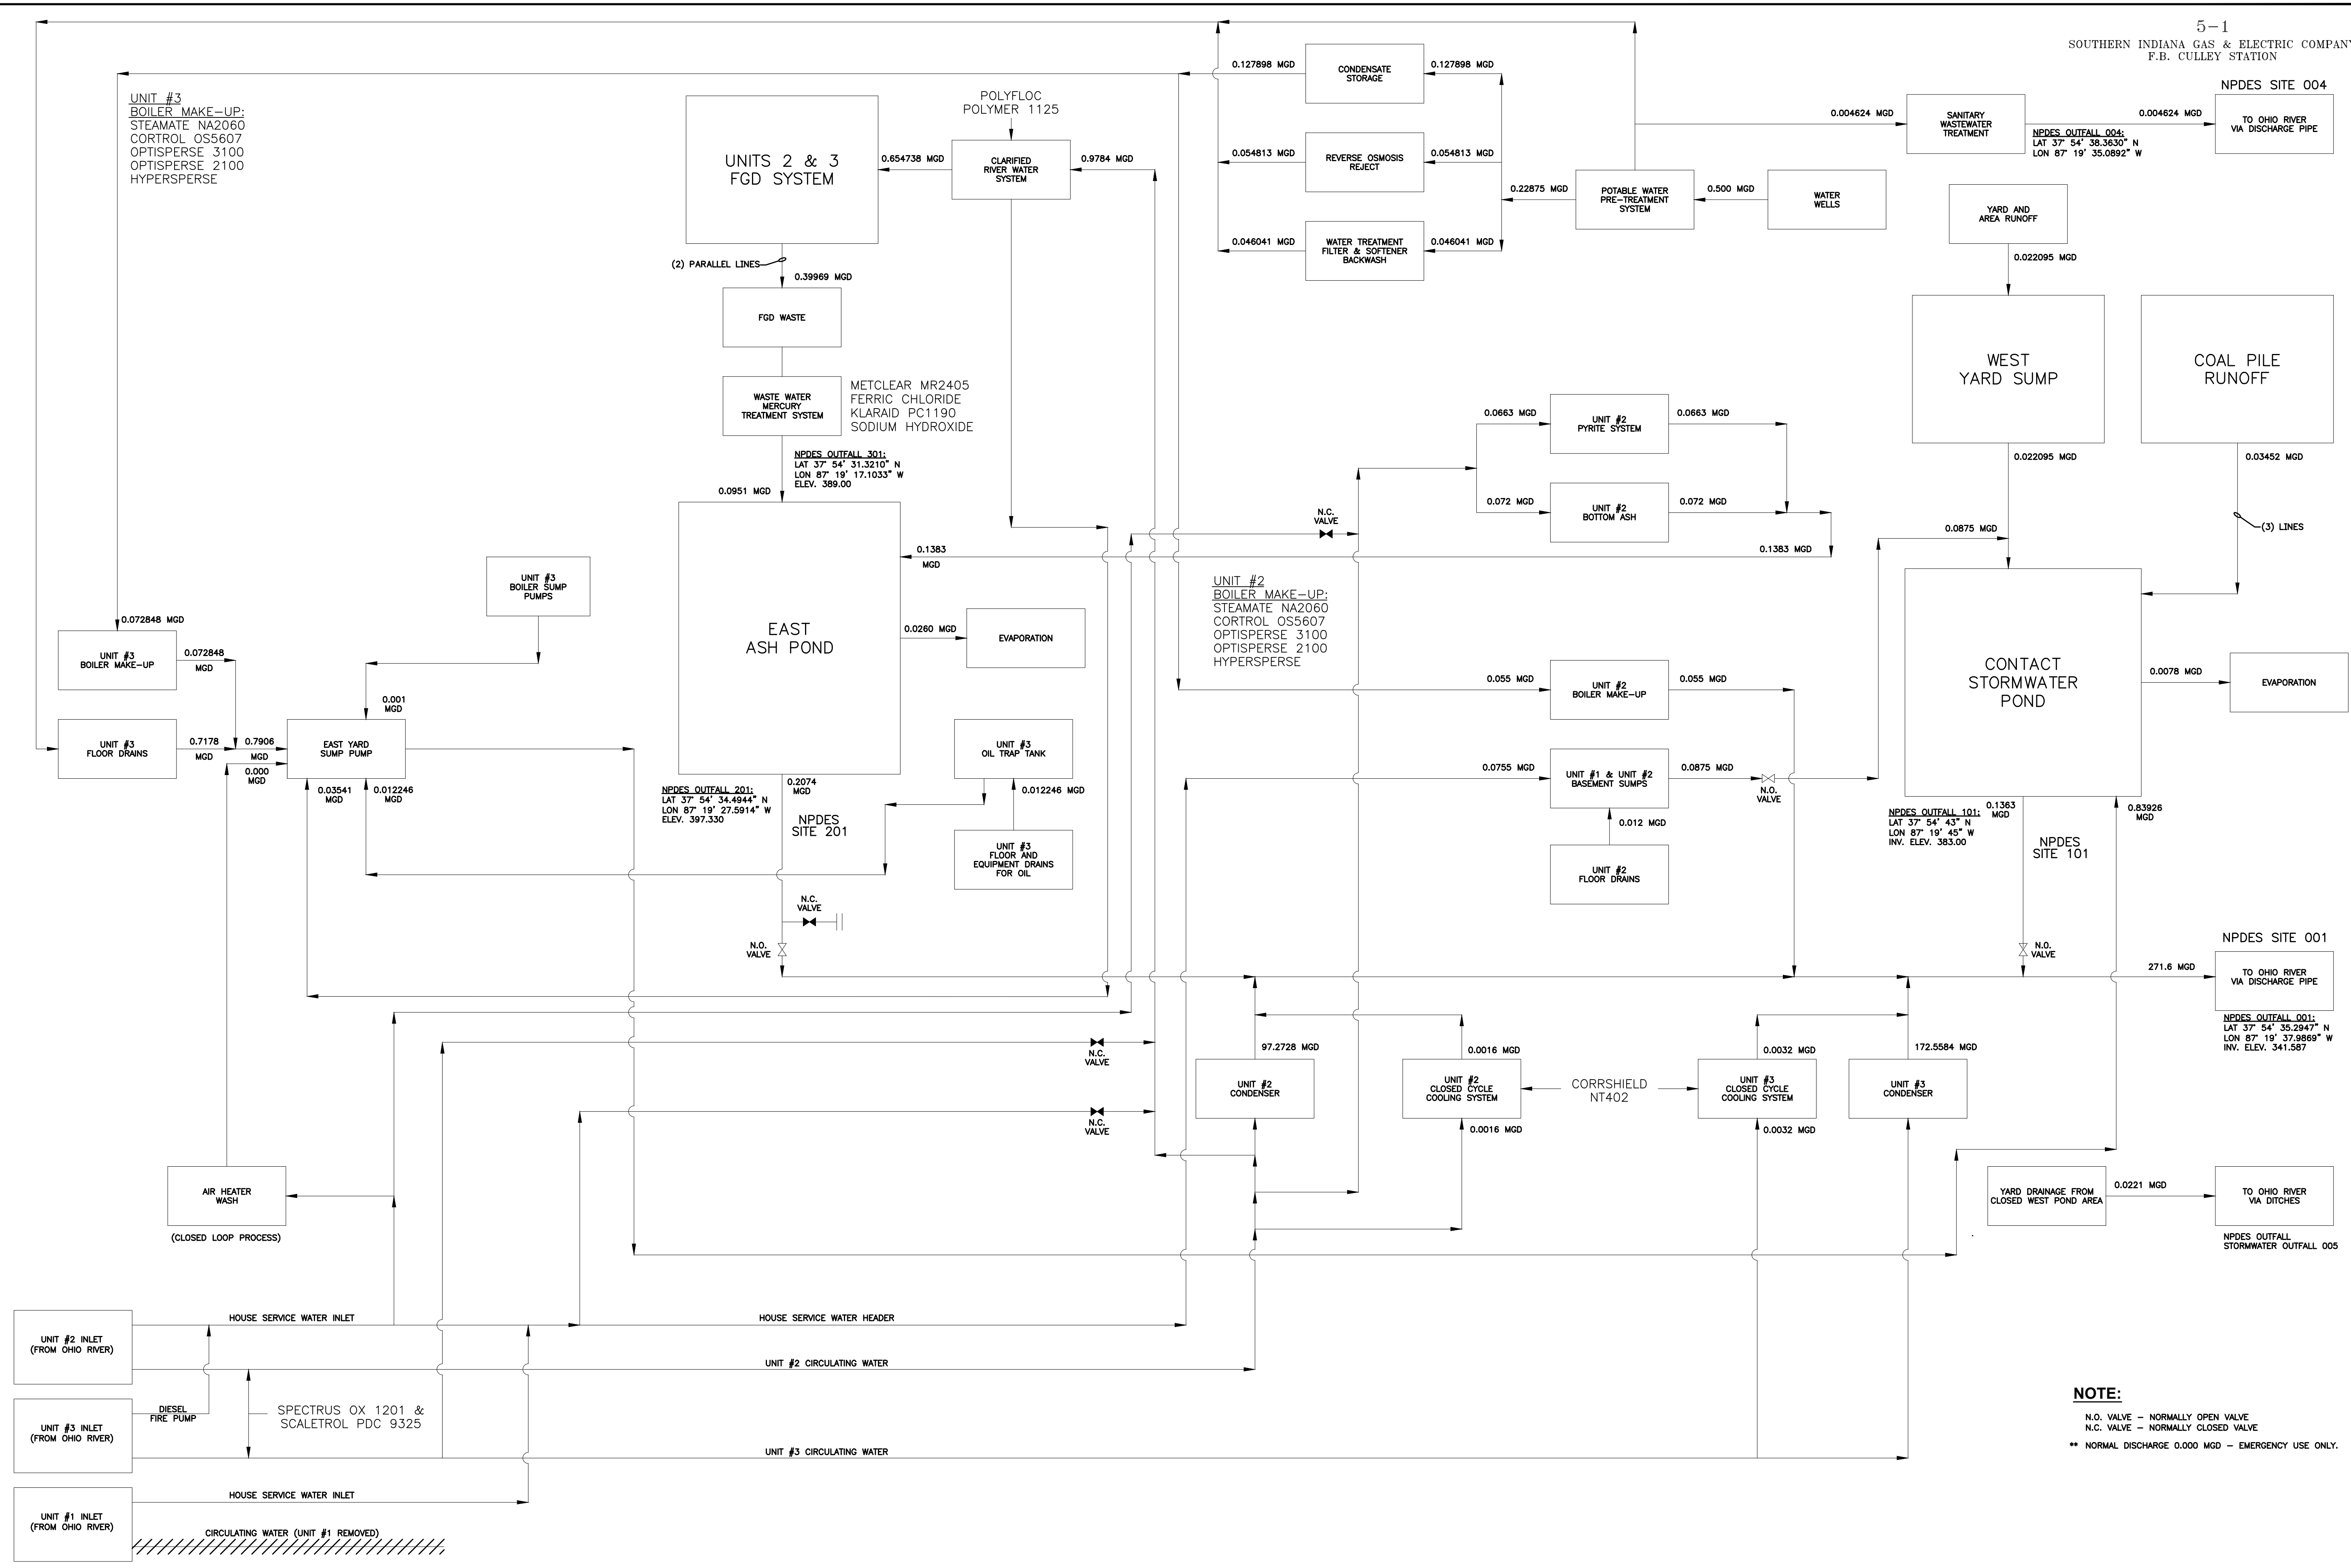 5-1
SOUTHERN INDIANA GAS & ELECTRIC COMPANY
F.B. CULLEY STATION
NPDES SITE 004
0.127898 MGD
CONDENSATE
STORAGE
0.127898 MGD
UNIT #3
BOILER MAKE-UP:
STEAMATE NA2060
CORTROL OS5607
OPTISPERSE 3100
OPTISPERSE 2100
HYPERSPERSE
POLYFLOC
POLYMER 1125
UNITS 2 & 3
FGD SYSTEM
0.654738 MGD
CLARIFIED
RIVER WATER
SYSTEM
0.9784 MGD
0.054813 MGD
REVERSE OSMOSIS
REJECT
0.054813 MGD
0.22875 MGD
POTABLE WATER
PRE-TREATMENT
SYSTEM
0.500 MGD
WATER
WELLS
0.004624 MGD
SANITARY
WASTEWATER
TREATMENT
0.004624 MGD
TO OHIO RIVER
VIA DISCHARGE PIPE
NPDES OUTFALL 004:
LAT 37° 54' 38.3630" N
LON 87° 19' 35.0892" W
YARD AND
AREA RUNOFF
0.022095 MGD
0.046041 MGD
WATER TREATMENT
FILTER & SOFTENER
BACKWASH
0.046041 MGD
(2) PARALLEL LINES
0.39969 MGD
FGD WASTE
WASTE WATER
MERCURY
TREATMENT SYSTEM
METCLEAR MR2405
FERRIC CHLORIDE
KLARAID PC1190
SODIUM HYDROXIDE
NPDES OUTFALL 301:
LAT 37° 54' 31.3210" N
LON 87° 19' 17.1033" W
ELEV. 389.00
0.0951 MGD
WEST
YARD SUMP
COAL PILE
RUNOFF
0.022095 MGD
0.03452 MGD
(3) LINES
0.0663 MGD
UNIT #2
PYRITE SYSTEM
0.0663 MGD
0.072 MGD
UNIT #2
BOTTOM ASH
0.072 MGD
N.C.
VALVE
0.0875 MGD
0.1383
MGD
0.1383 MGD
UNIT #3
BOILER SUMP
PUMPS
EAST
ASH POND
0.0260 MGD
EVAPORATION
UNIT #2
BOILER MAKE-UP:
STEAMATE NA2060
CORTROL OS5607
OPTISPERSE 3100
OPTISPERSE 2100
HYPERSPERSE
0.072848 MGD
UNIT #3
BOILER MAKE-UP
0.072848
MGD
0.001
MGD
UNIT #3
FLOOR DRAINS
0.7178
MGD
0.7906
MGD
0.000
MGD
EAST YARD
SUMP PUMP
0.03541
MGD
0.012246
MGD
0.055 MGD
UNIT #2
BOILER MAKE-UP
0.055 MGD
CONTACT
STORMWATER
POND
0.0078 MGD
EVAPORATION
UNIT #3
OIL TRAP TANK
0.012246 MGD
UNIT #3
FLOOR AND
EQUIPMENT DRAINS
FOR OIL
0.0755 MGD
UNIT #1 & UNIT #2
BASEMENT SUMPS
0.0875 MGD
N.O.
VALVE
0.012 MGD
UNIT #2
FLOOR DRAINS
0.2074
MGD
NPDES OUTFALL 201:
LAT 37° 54' 34.4944" N
LON 87° 19' 27.5914" W
ELEV. 397.330
NPDES
SITE 201
NPDES OUTFALL 101:
LAT 37° 54' 43" N
LON 87° 19' 45" W
INV. ELEV. 383.00
0.1363
MGD
0.83926
MGD
NPDES
SITE 101
N.C.
VALVE
N.O.
VALVE
N.O.
VALVE
NPDES SITE 001
271.6 MGD
TO OHIO RIVER
VIA DISCHARGE PIPE
NPDES OUTFALL 001:
LAT 37° 54' 35.2947" N
LON 87° 19' 37.9869" W
INV. ELEV. 341.587
N.C.
VALVE
N.C.
VALVE
97.2728 MGD
UNIT #2
CONDENSER
0.0016 MGD
UNIT #2
CLOSED CYCLE
COOLING SYSTEM
0.0016 MGD
CORRSHIELD
NT402
0.0032 MGD
UNIT #3
CLOSED CYCLE
COOLING SYSTEM
0.0032 MGD
172.5584 MGD
UNIT #3
CONDENSER
AIR HEATER
WASH
(CLOSED LOOP PROCESS)
YARD DRAINAGE FROM
CLOSED WEST POND AREA
0.0221 MGD
TO OHIO RIVER
VIA DITCHES
NPDES OUTFALL
STORMWATER OUTFALL 005
UNIT #2 INLET
(FROM OHIO RIVER)
HOUSE SERVICE WATER INLET
HOUSE SERVICE WATER HEADER
UNIT #2 CIRCULATING WATER
UNIT #3 INLET
(FROM OHIO RIVER)
DIESEL
FIRE PUMP
SPECTRUS OX 1201 &
SCALETROL PDC 9325
UNIT #3 CIRCULATING WATER
UNIT #1 INLET
(FROM OHIO RIVER)
HOUSE SERVICE WATER INLET
CIRCULATING WATER (UNIT #1 REMOVED)
NOTE:
N.O. VALVE - NORMALLY OPEN VALVE
N.C. VALVE - NORMALLY CLOSED VALVE
** NORMAL DISCHARGE 0.000 MGD - EMERGENCY USE ONLY.